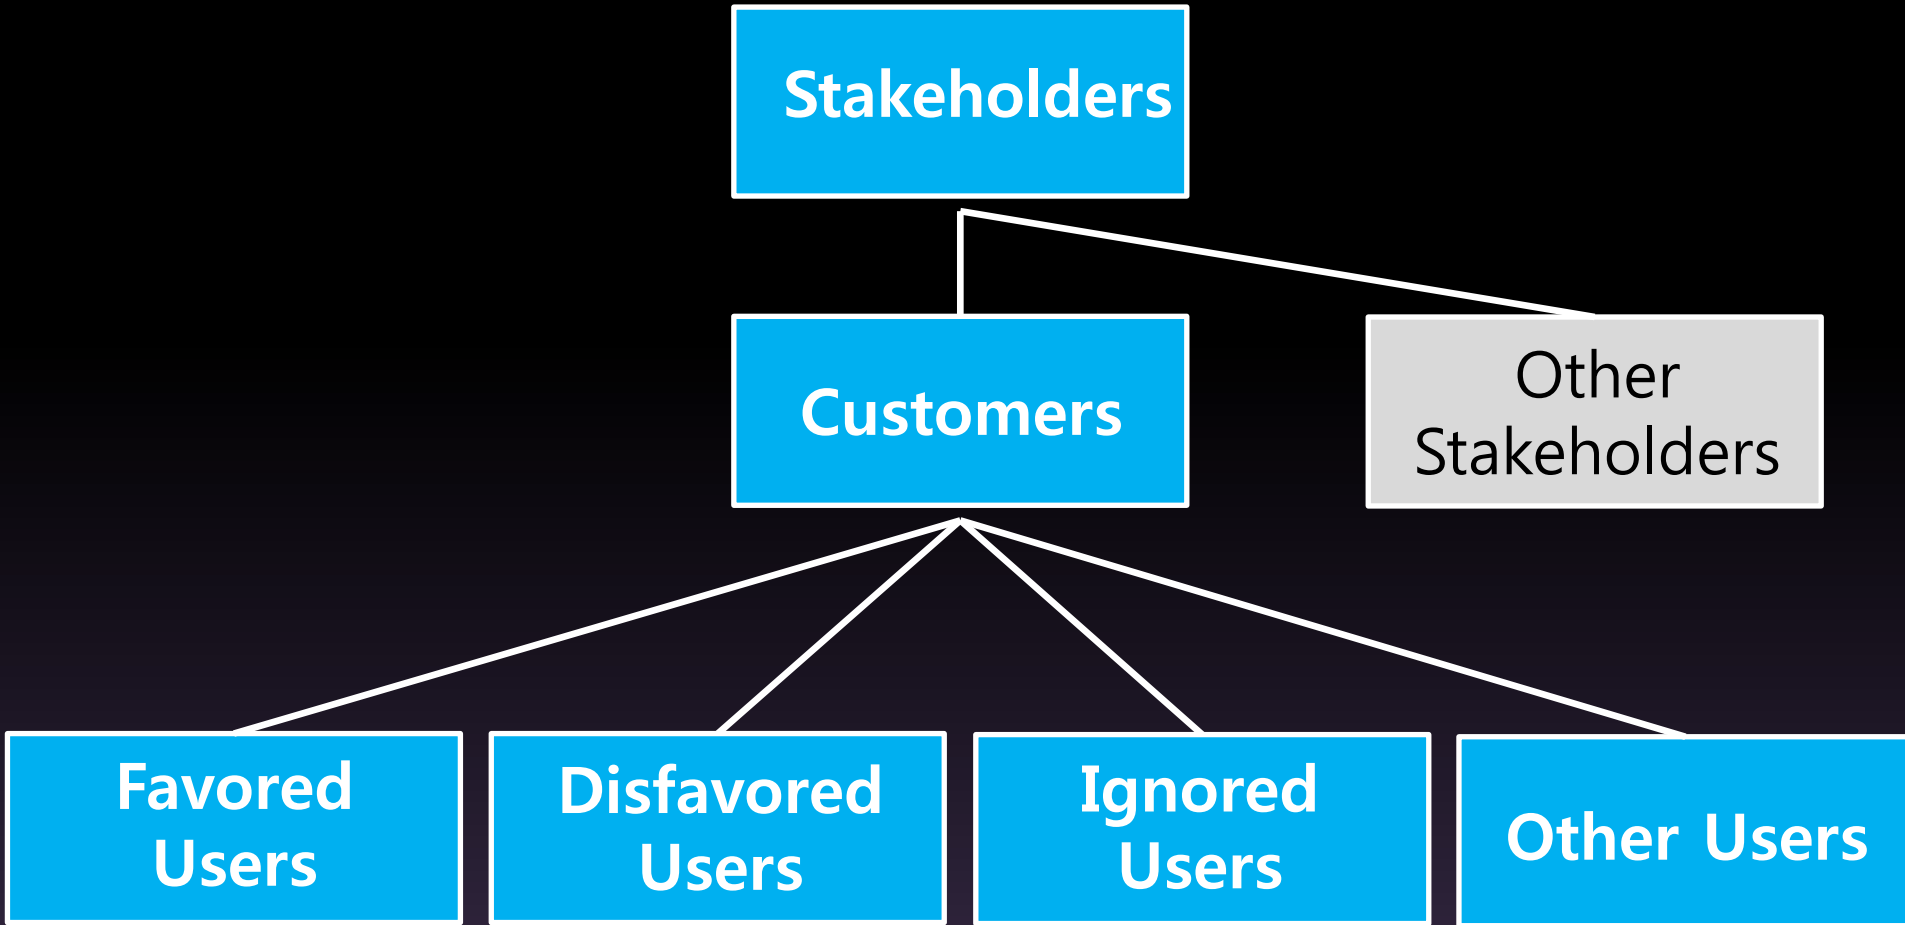 Stakeholders
Customers
Other
Stakeholders
Favored
Users
Disfavored
Users
Ignored
Users
Other Users